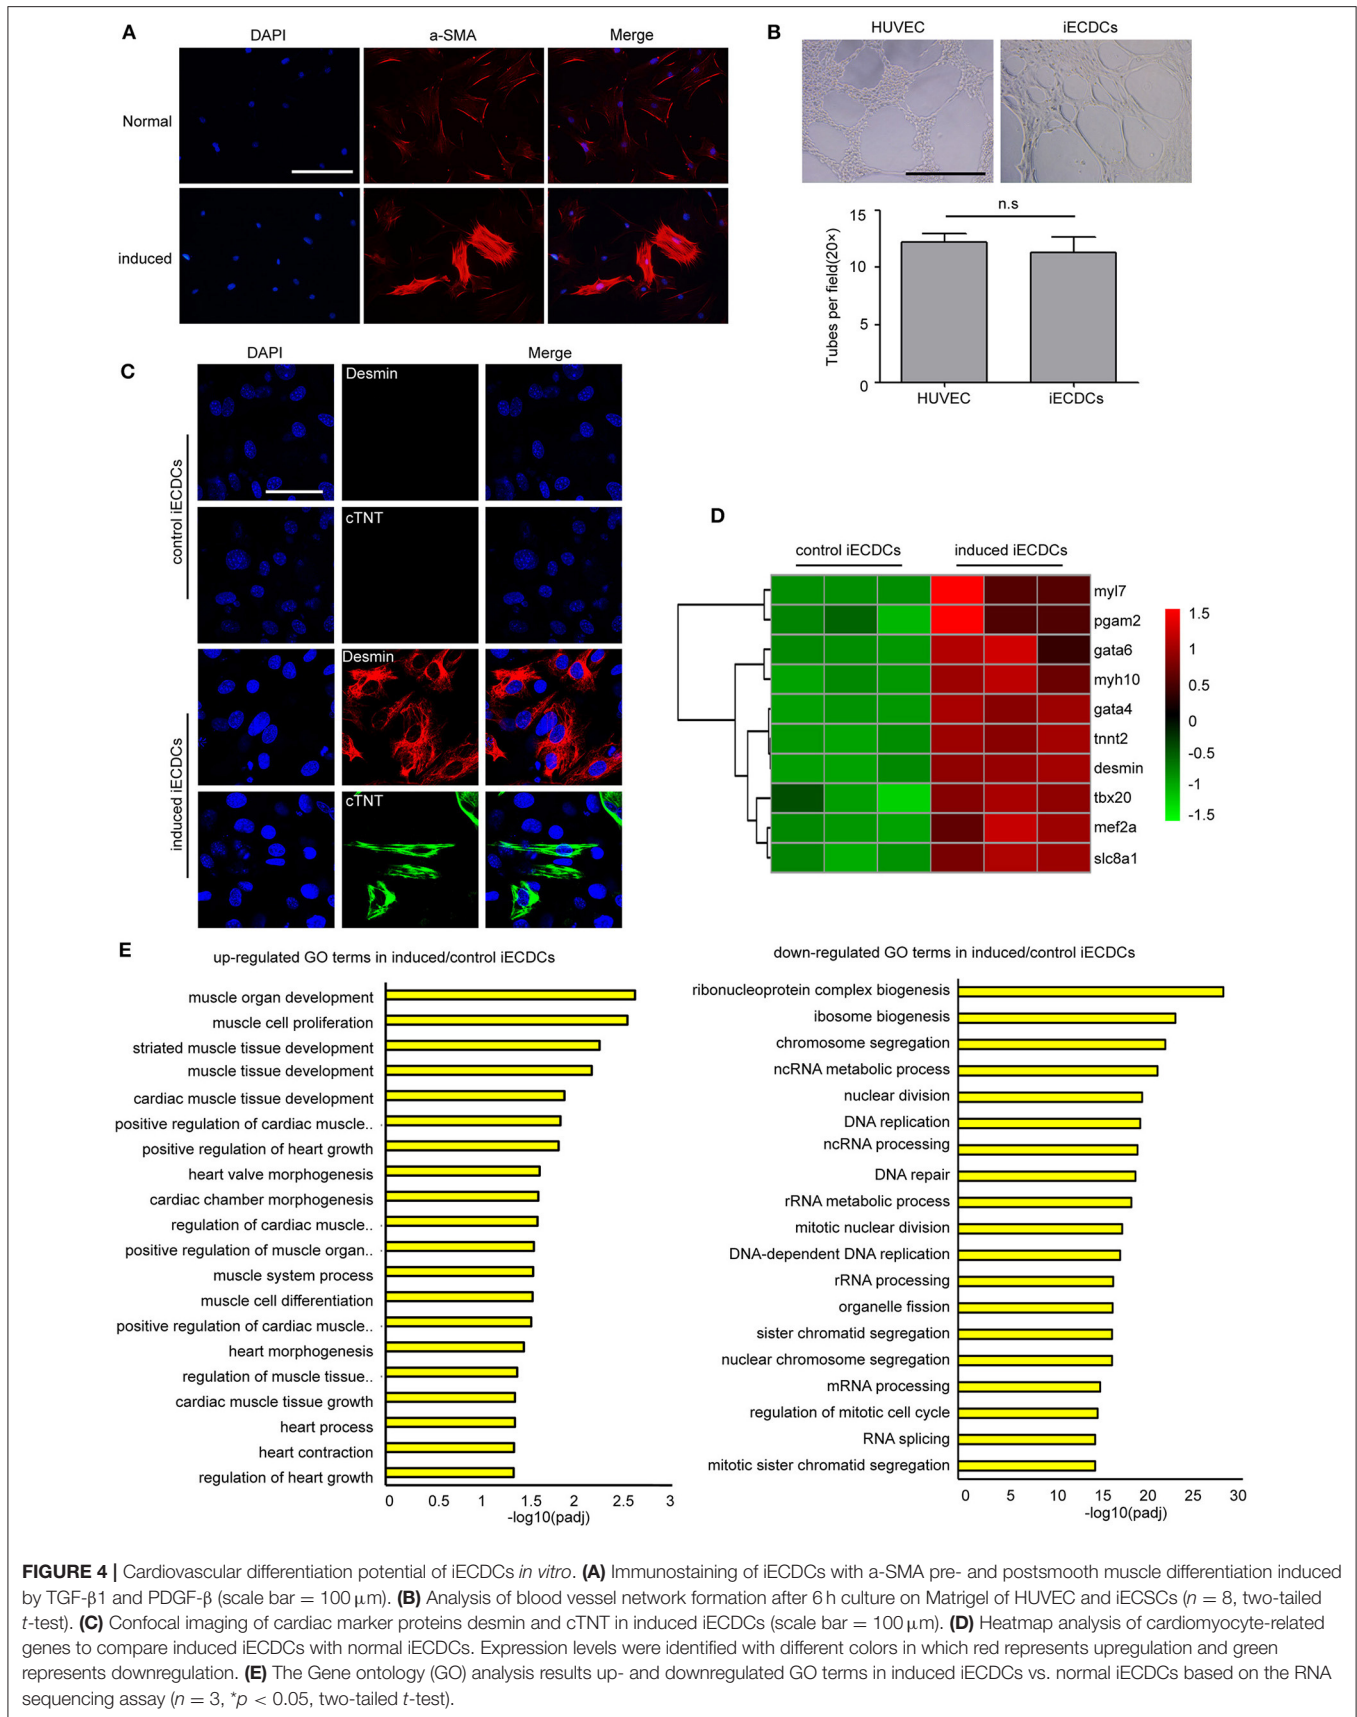 A
DAPI
a-SMA
Merge
Normal
induced
B
HUVEC
iECDCs
n.s
Tubes per field(20×)
15
10
5
0
HUVEC
iECDCs
C
DAPI
Merge
control iECDCs
Desmin
cTNT
induced iECDCs
Desmin
cTNT
D
control iECDCs
induced iECDCs
myl7
pgam2
gata6
myh10
gata4
tnnt2
desmin
tbx20
mef2a
slc8a1
1.5
1
0.5
0
-0.5
-1
-1.5
E
up-regulated GO terms in induced/control iECDCs
muscle organ development
muscle cell proliferation
striated muscle tissue development
muscle tissue development
cardiac muscle tissue development
positive regulation of cardiac muscle..
positive regulation of heart growth
heart valve morphogenesis
cardiac chamber morphogenesis
regulation of cardiac muscle..
positive regulation of muscle organ..
muscle system process
muscle cell differentiation
positive regulation of cardiac muscle..
heart morphogenesis
regulation of muscle tissue..
cardiac muscle tissue growth
heart process
heart contraction
regulation of heart growth
0 0.5 1 1.5 2 2.5 3
-log10(padj)
down-regulated GO terms in induced/control iECDCs
ribonucleoprotein complex biogenesis
ibosome biogenesis
chromosome segregation
ncRNA metabolic process
nuclear division
DNA replication
ncRNA processing
DNA repair
rRNA metabolic process
mitotic nuclear division
DNA-dependent DNA replication
rRNA processing
organelle fission
sister chromatid segregation
nuclear chromosome segregation
mRNA processing
regulation of mitotic cell cycle
RNA splicing
mitotic sister chromatid segregation
0 5 10 15 20 25 30
-log10(padj)
FIGURE 4 | Cardiovascular differentiation potential of iECDCs in vitro. (A) Immunostaining of iECDCs with a-SMA pre- and postsmooth muscle differentiation induced
by TGF-β1 and PDGF-β (scale bar = 100 μm). (B) Analysis of blood vessel network formation after 6 h culture on Matrigel of HUVEC and iECSCs (n = 8, two-tailed
t-test). (C) Confocal imaging of cardiac marker proteins desmin and cTNT in induced iECDCs (scale bar = 100 μm). (D) Heatmap analysis of cardiomyocyte-related
genes to compare induced iECDCs with normal iECDCs. Expression levels were identified with different colors in which red represents upregulation and green
represents downregulation. (E) The Gene ontology (GO) analysis results up- and downregulated GO terms in induced iECDCs vs. normal iECDCs based on the RNA
sequencing assay (n = 3, *p < 0.05, two-tailed t-test).